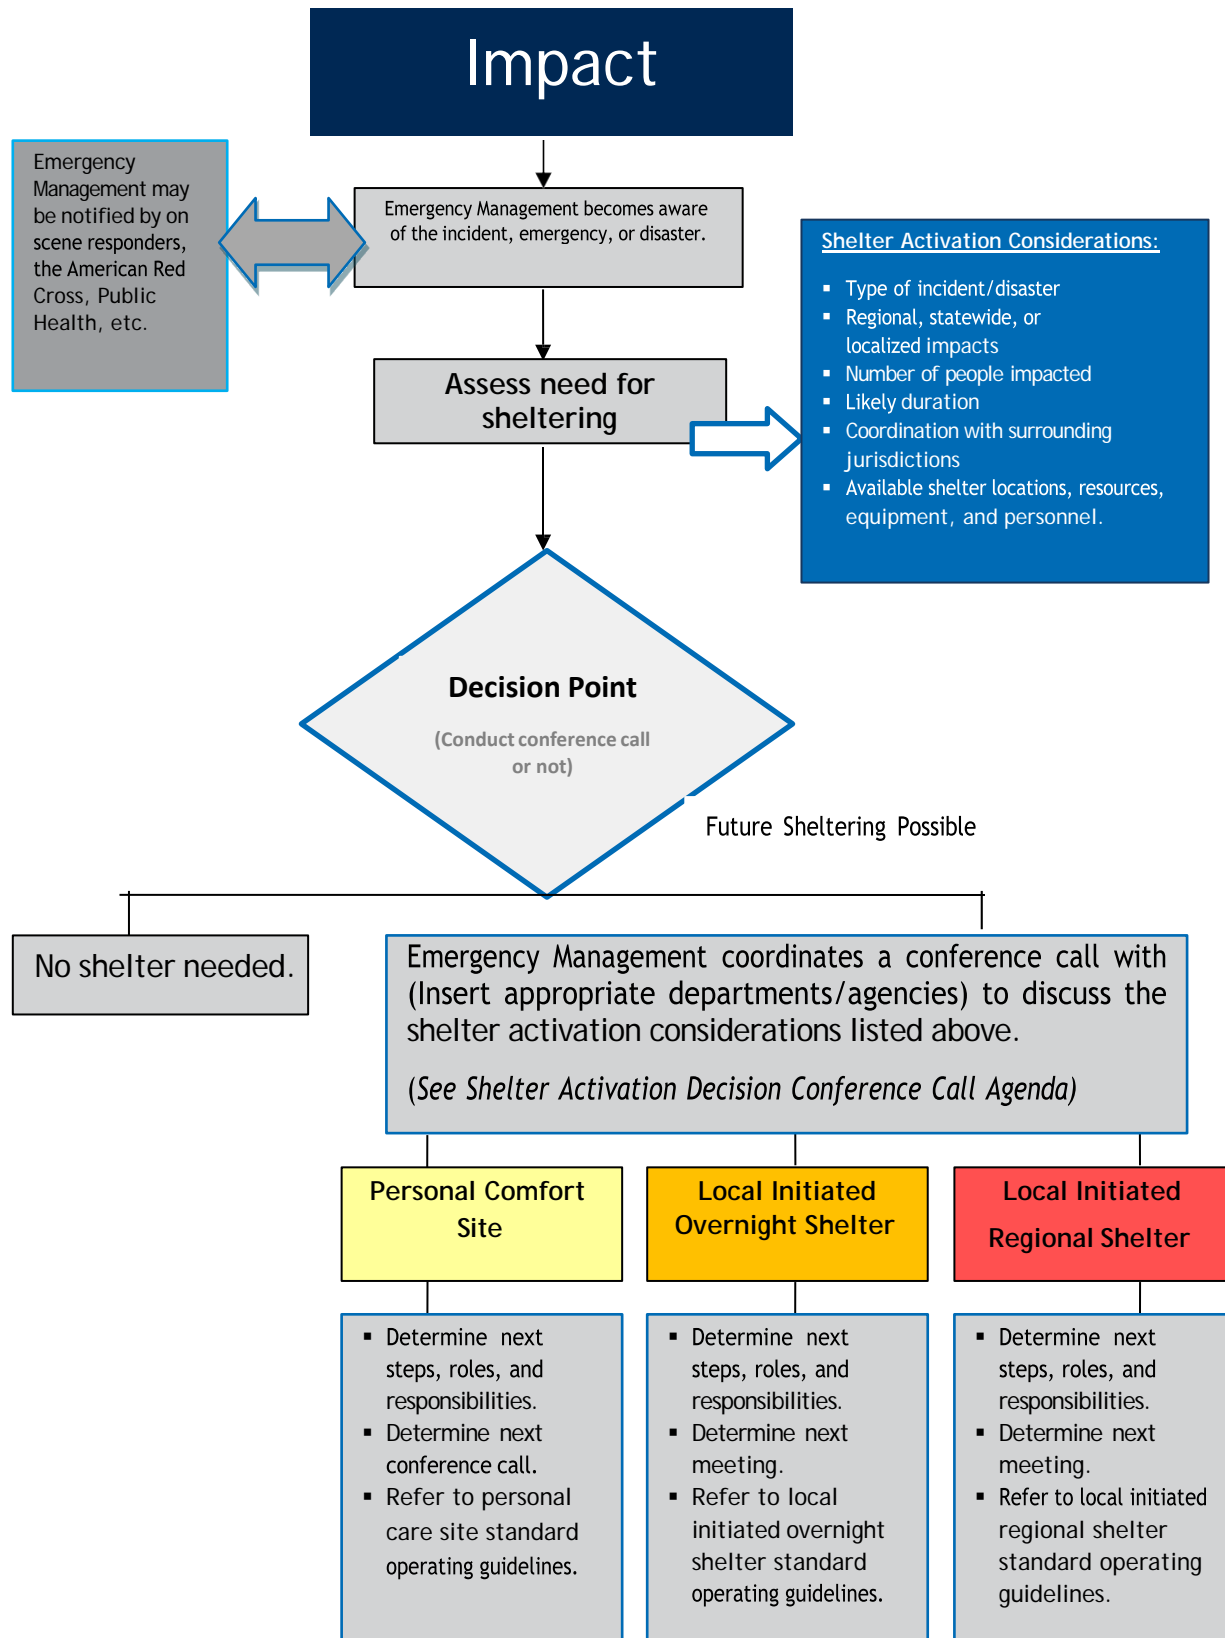 Impact
Emergency
Management may
be notified by on
scene responders,
the American Red
Cross, Public
Health, etc.
Emergency Management becomes aware
of the incident, emergency, or disaster.
Shelter Activation Considerations:
▪ Type of incident/disaster
▪ Regional, statewide, or
localized impacts
▪ Number of people impacted
▪ Likely duration
▪ Coordination with surrounding
jurisdictions
▪ Available shelter locations, resources,
equipment, and personnel.
Assess need for
sheltering
Decision Point
(Conduct conference call
or not)
Future Sheltering Possible
No shelter needed.
Emergency Management coordinates a conference call with
(Insert appropriate departments/agencies) to discuss the
shelter activation considerations listed above.
(See Shelter Activation Decision Conference Call Agenda)
Personal Comfort
Site
Local Initiated
Overnight Shelter
Local Initiated
Regional Shelter
▪ Determine next
steps, roles, and
responsibilities.
▪ Determine next
conference call.
▪ Refer to personal
care site standard
operating guidelines.
▪ Determine next
steps, roles, and
responsibilities.
▪ Determine next
meeting.
▪ Refer to local
initiated overnight
shelter standard
operating guidelines.
▪ Determine next
steps, roles, and
responsibilities.
▪ Determine next
meeting.
▪ Refer to local initiated
regional shelter
standard operating
guidelines.